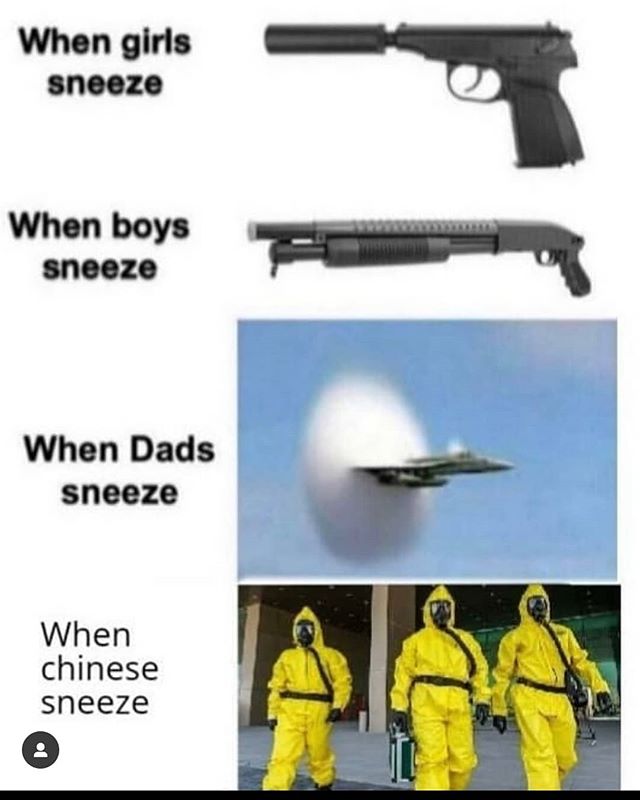 When girls
sneeze
When boys
sneeze
When Dads
sneeze
When
chinese
sneeze